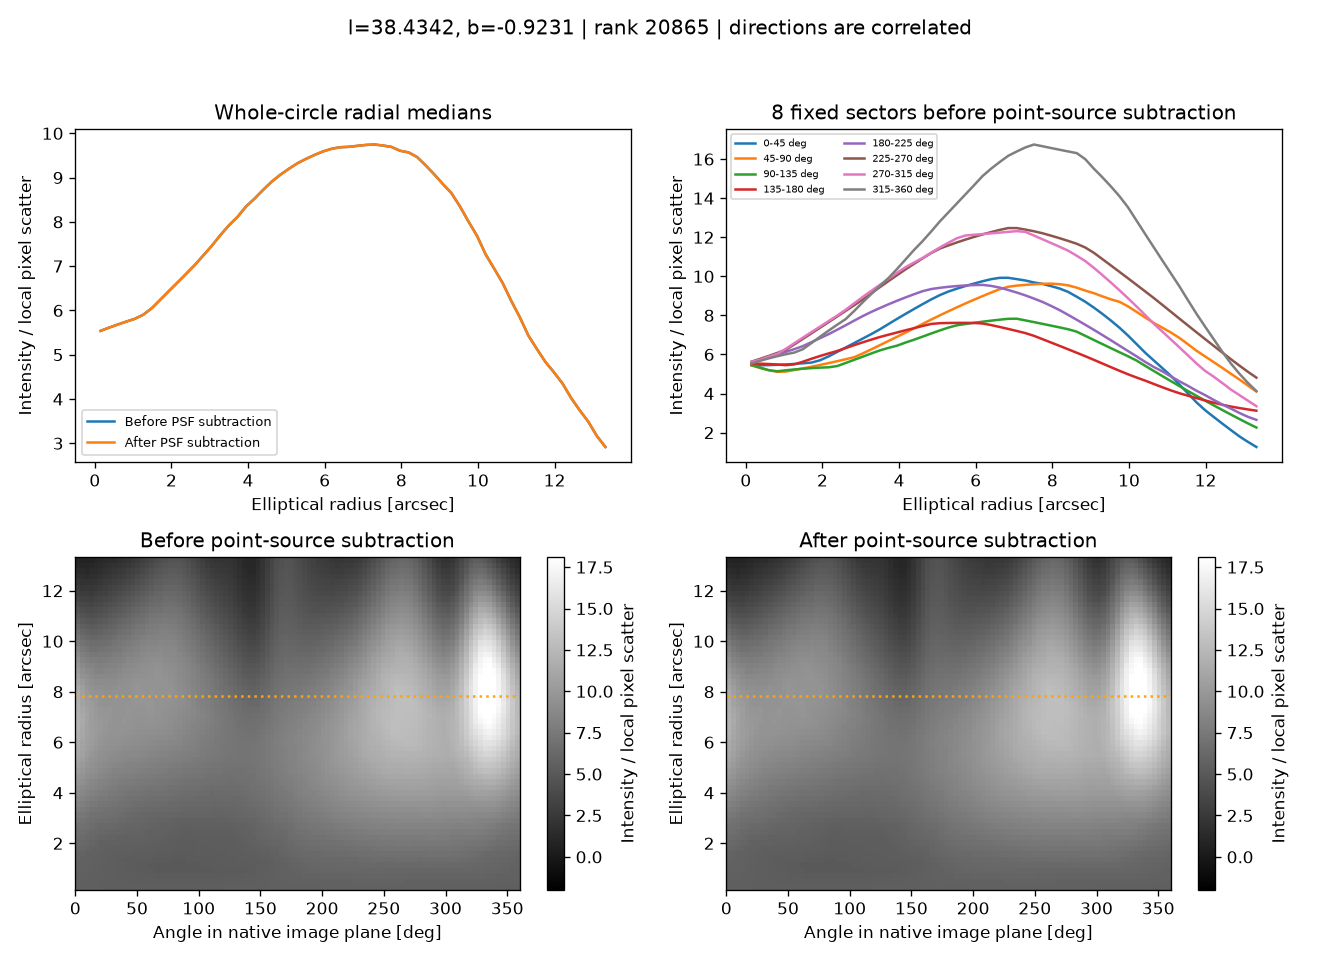 l=38.4342, b=-0.9231 | rank 20865 | directions are correlated
Whole-circle radial medians
10
9
8
7
6
5
4
3
Intensity / local pixel scatter
Before PSF subtraction
After PSF subtraction
0 2 4 6 8 10 12
Elliptical radius [arcsec]
8 fixed sectors before point-source subtraction
16
14
12
10
8
6
4
2
Intensity / local pixel scatter
0-45 deg
45-90 deg
90-135 deg
135-180 deg
180-225 deg
225-270 deg
270-315 deg
315-360 deg
0 2 4 6 8 10 12
Elliptical radius [arcsec]
Before point-source subtraction
12
10
8
6
4
2
Elliptical radius [arcsec]
0 50 100 150 200 250 300 350
Angle in native image plane [deg]
17.5
15.0
12.5
10.0
7.5
5.0
2.5
0.0
Intensity / local pixel scatter
After point-source subtraction
12
10
8
6
4
2
Elliptical radius [arcsec]
0 50 100 150 200 250 300 350
Angle in native image plane [deg]
17.5
15.0
12.5
10.0
7.5
5.0
2.5
0.0
Intensity / local pixel scatter